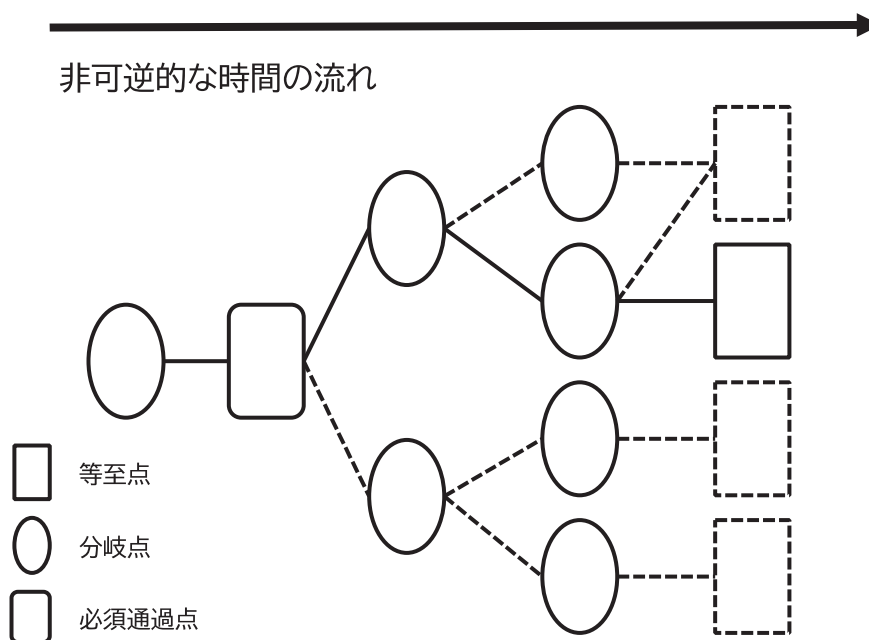 非可逆的な時間の流れ
等至点
分岐点
必須通過点